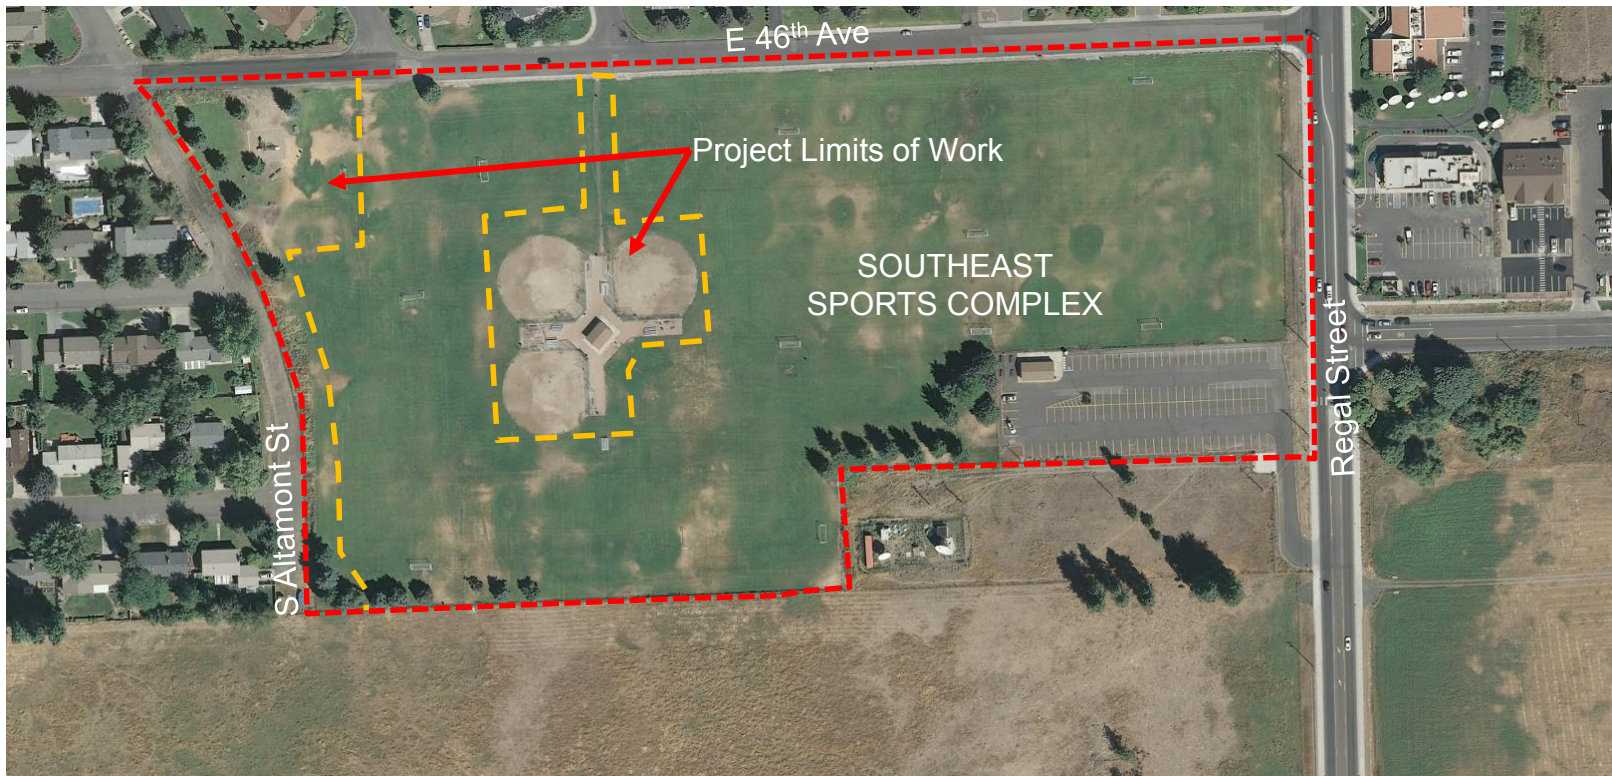 E 46th Ave
Project Limits of Work
SOUTHEAST
SPORTS COMPLEX
Regal Street
S Altamont St